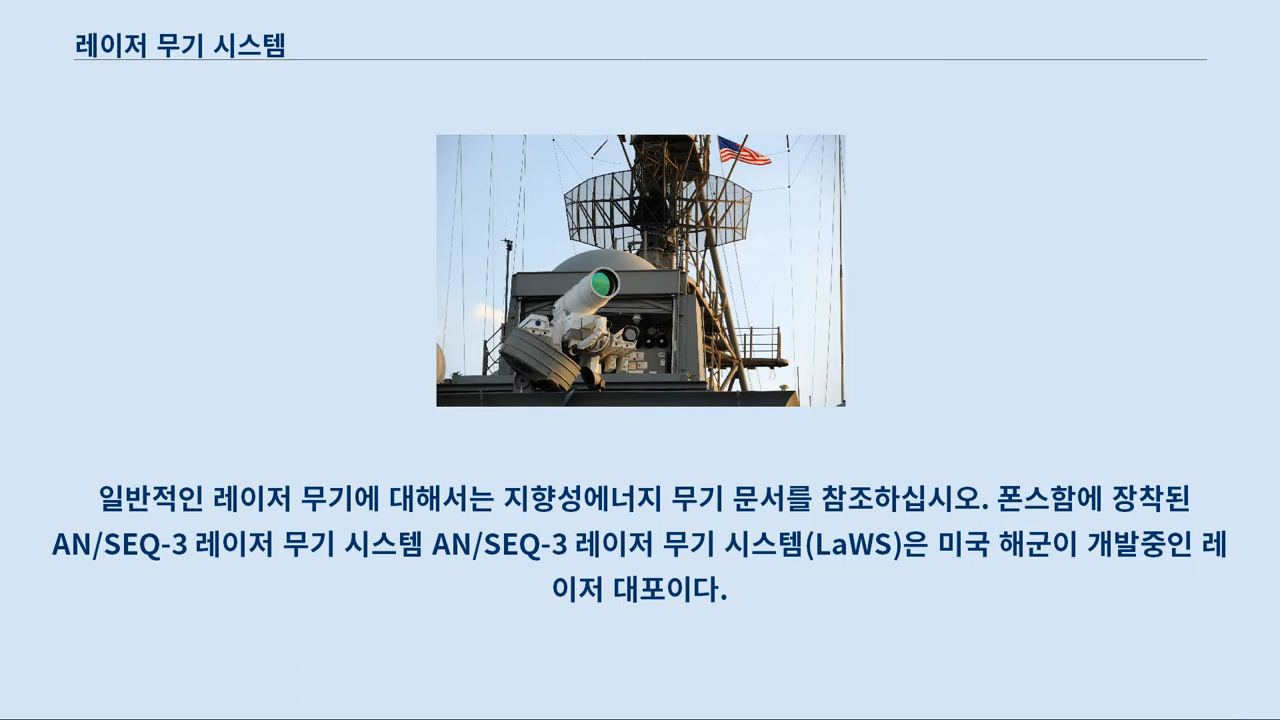 레이저 무기 시스템
일반적인 레이저 무기에 대해서는 지향성에너지 무기 문서를 참조하십시오. 폰스함에 장착된
AN/SEQ-3 레이저 무기 시스템 AN/SEQ-3 레이저 무기 시스템(LaWS)은 미국 해군이 개발중인 레
이저 대포이다.